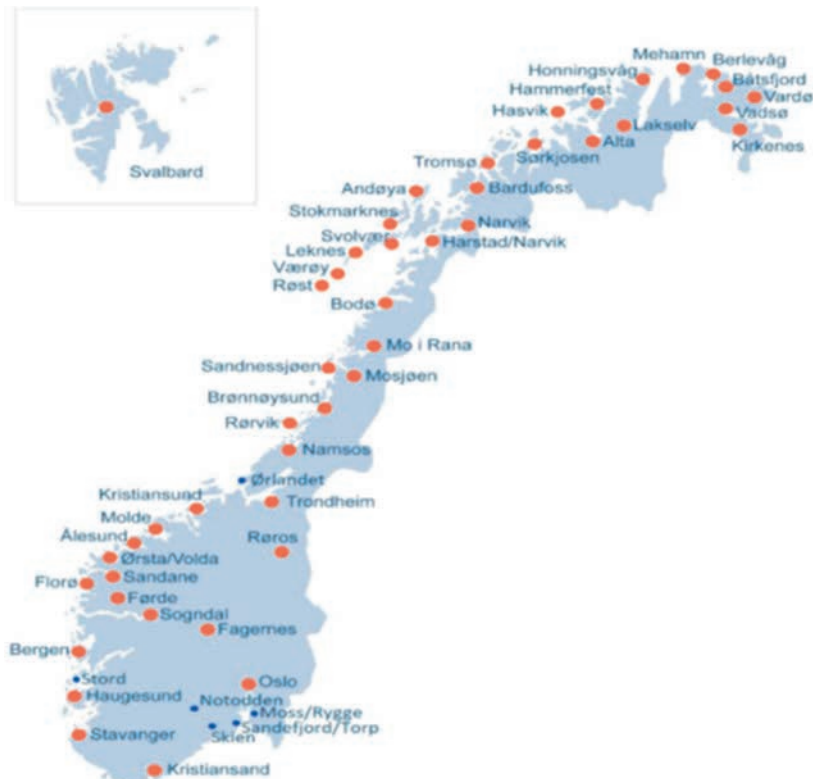 Svalbard
Mehamn
Berlevåg
Honningsvåg
Båtsfjord
Hammerfest
Vardø
Hasvik
Vadsø
Lakselv
Kirkenes
Alta
Sørkjosen
Tromsø
Andøya
Bardufoss
Stokmarknes
Narvik
Svolvær
Harstad/Narvik
Leknes
Værøy
Røst
Bodø
Mo i Rana
Sandnessjøen
Mosjøen
Brønnøysund
Rørvik
Namsos
Ørlandet
Kristiansund
Trondheim
Molde
Ålesund
Røros
Ørsta/Volda
Sandane
Florø
Førde
Sogndal
Fagernes
Bergen
Stord
Oslo
Haugesund
Notodden
Moss/Rygge
Sandefjord/Torp
Skien
Stavanger
Kristiansand